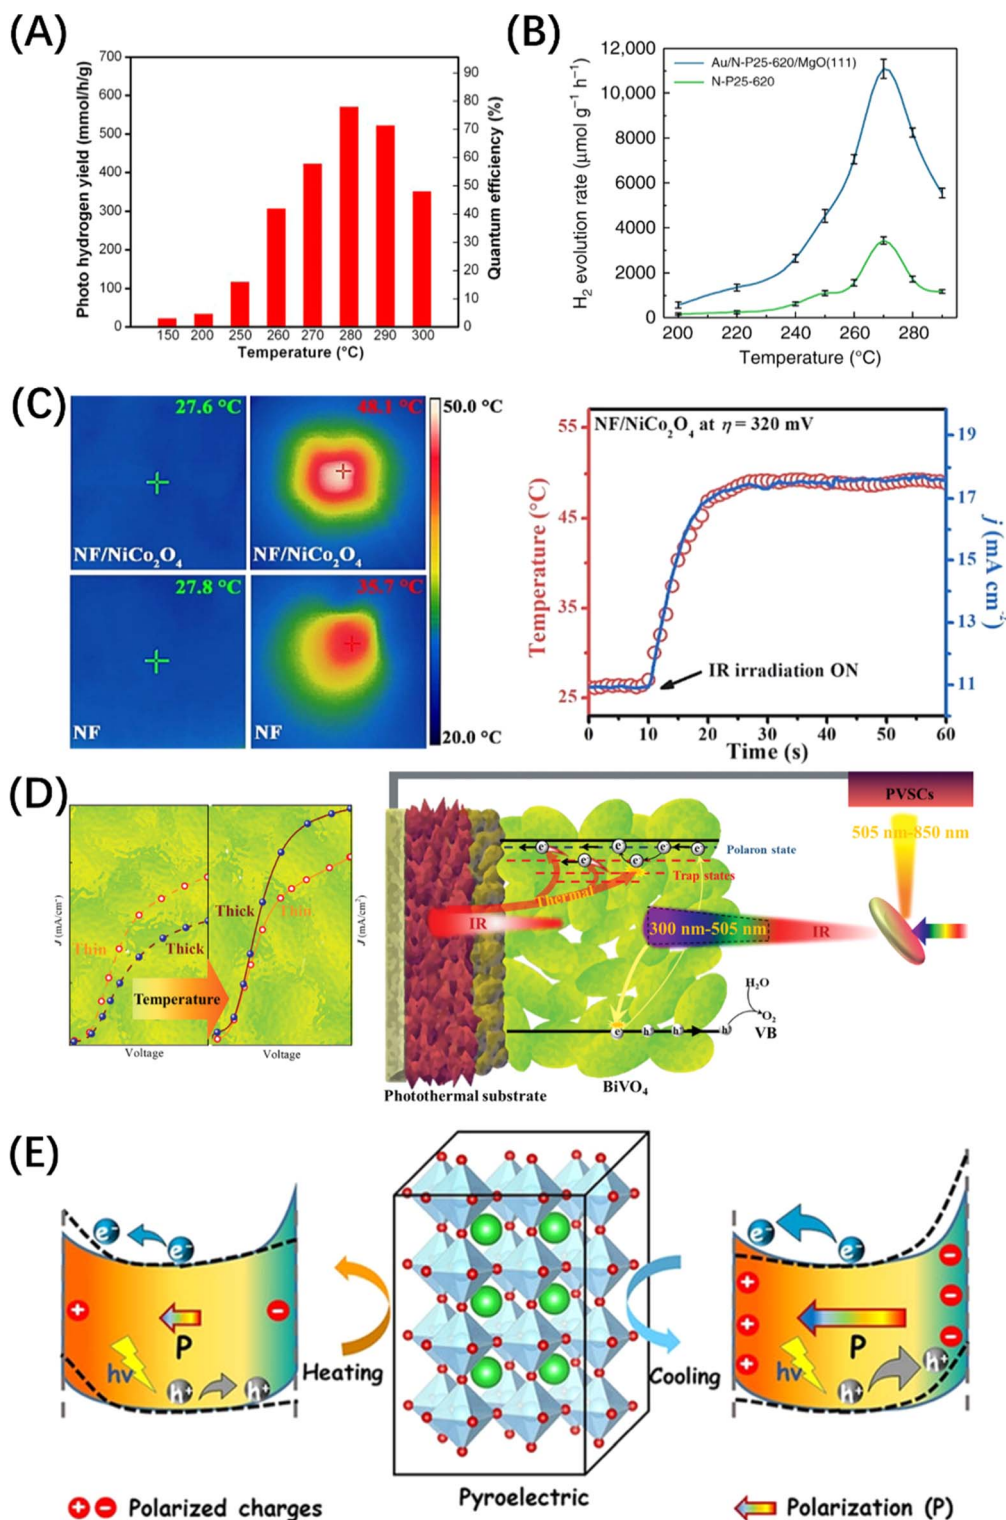 (A)
Photo hydrogen yield (mmol/h/g)
700
600
500
400
300
200
100
0
150 200 250 260 270 280 290 300
Temperature (°C)
90
80
70
60
50
40
30
20
10
0
Quantum efficiency (%)
(B)
H₂ evolution rate (μmol g⁻¹ h⁻¹)
12,000
10,000
8000
6000
4000
2000
0
Au/N-P25-620/MgO(111)
N-P25-620
200 220 240 260 280
Temperature (°C)
(C)
27.6 °C
NF/NiCo₂O₄
48.1 °C
NF/NiCo₂O₄
27.8 °C
NF
35.7 °C
NF
50.0 °C
20.0 °C
NF/NiCo₂O₄ at η = 320 mV
Temperature (°C)
55
45
35
25
IR irradiation ON
0 10 20 30 40 50 60
Time (s)
19
17
15
13
11
j (mA cm⁻²)
(D)
J (mA/cm²)
Thin
Thick
Thick
Thin
Temperature
J (mA/cm²)
Voltage
Voltage
PVSCs
505 nm-850 nm
e e e e e e
Polaron state
Trap states
Thermal
IR
300 nm-505 nm
IR
H₂O
O₂
e h⁺ h⁺ h⁺
VB
BiVO₄
Photothermal substrate
(E)
e⁻ e⁻
+ −
P
hν
h⁺ h⁺
Heating
Cooling
Pyroelectric
e⁻ e⁻
+ −
+ −
+ −
−
P
hν
h⁺ h⁺
+ − Polarized charges
Polarization (P)